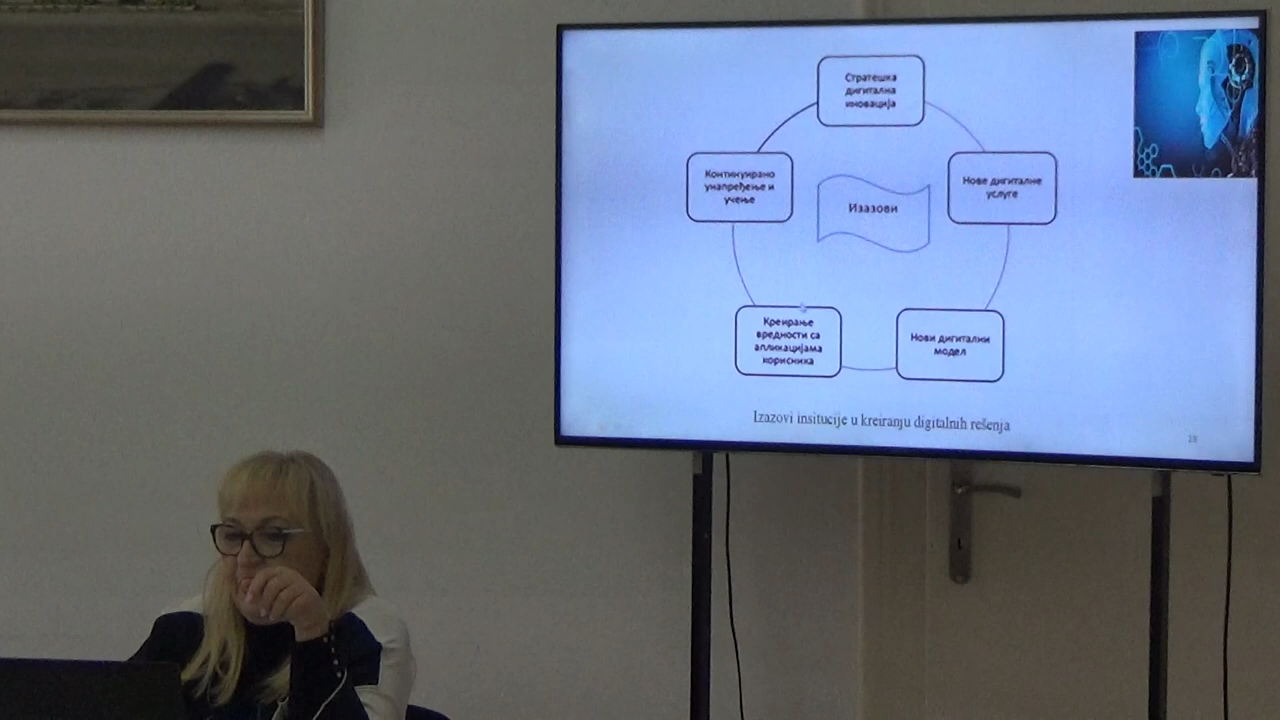 Стратешка
дигитална
иновација
Континуирано
унапређење и
учење
Изазови
Нове дигиталне
услуге
Креирање
вредности са
апликацијама
корисника
Нови дигитални
модел
Izazovi insitucije u kreiranju digitalnih rešenja
18